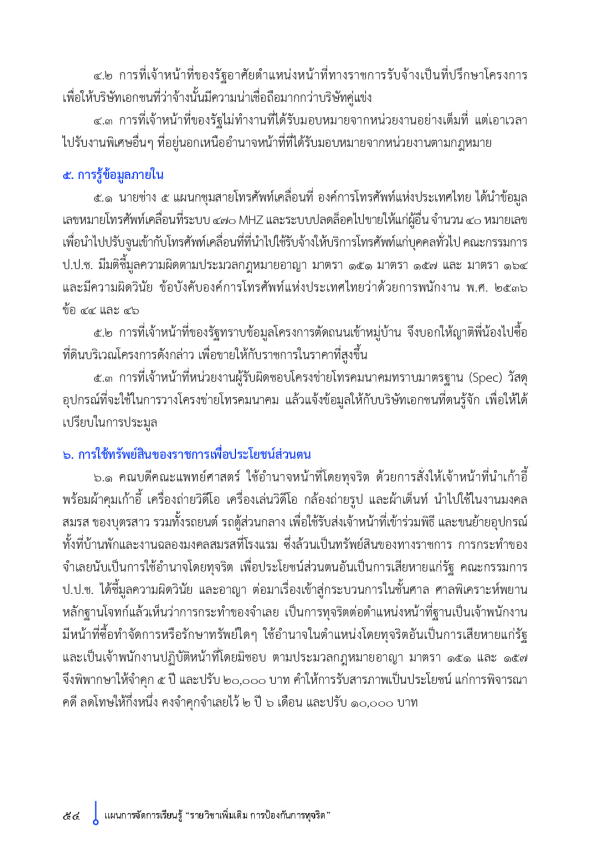 ๔.๒ การที่เจ้าหน้าที่ของรัฐอาศัยตำแหน่งหน้าที่ทางราชการรับจ้างเป็นที่ปรึกษาโครงการ
เพื่อให้บริษัทเอกชนที่ว่าจ้างนั้นมีความน่าเชื่อถือมากกว่าบริษัทคู่แข่ง
๔.๓ การที่เจ้าหน้าที่ของรัฐไม่ทำงานที่ได้รับมอบหมายจากหน่วยงานอย่างเต็มที่ แต่เอาเวลา
ไปรับงานพิเศษอื่นๆ ที่อยู่นอกเหนืออำนาจหน้าที่ที่ได้รับมอบหมายจากหน่วยงานตามกฎหมาย
๕. การรู้ข้อมูลภายใน
๕.๑ นายช่าง ๕ แผนกชุมสายโทรศัพท์เคลื่อนที่ องค์การโทรศัพท์แห่งประเทศไทย ได้นำข้อมูล
เลขหมายโทรศัพท์เคลื่อนที่ระบบ ๔๗๐ MHZ และระบบปลดล็อคไปขายให้แก่ผู้อื่น จำนวน ๔๐ หมายเลข
เพื่อนำไปปรับจูนเข้ากับโทรศัพท์เคลื่อนที่ที่นำไปใช้รับจ้างให้บริการโทรศัพท์แก่บุคคลทั่วไป คณะกรรมการ
ป.ป.ช. มีมติชี้มูลความผิดตามประมวลกฎหมายอาญา มาตรา ๑๕๑ มาตรา ๑๕๗ และ มาตรา ๑๖๔
และมีความผิดวินัย ข้อบังคับองค์การโทรศัพท์แห่งประเทศไทยว่าด้วยการพนักงาน พ.ศ. ๒๕๓๖
ข้อ ๔๔ และ ๔๖
๕.๒ การที่เจ้าหน้าที่ของรัฐทราบข้อมูลโครงการตัดถนนเข้าหมู่บ้าน จึงบอกให้ญาติพี่น้องไปซื้อ
ที่ดินบริเวณโครงการดังกล่าว เพื่อขายให้กับราชการในราคาที่สูงขึ้น
๕.๓ การที่เจ้าหน้าที่หน่วยงานผู้รับผิดชอบโครงข่ายโทรคมนาคมทราบมาตรฐาน (Spec) วัสดุ
อุปกรณ์ที่จะใช้ในการวางโครงข่ายโทรคมนาคม แล้วแจ้งข้อมูลให้กับบริษัทเอกชนที่ตนรู้จัก เพื่อให้ได้
เปรียบในการประมูล
๖. การใช้ทรัพย์สินของราชการเพื่อประโยชน์ส่วนตน
๖.๑ คณบดีคณะแพทย์ศาสตร์ ใช้อำนาจหน้าที่โดยทุจริต ด้วยการสั่งให้เจ้าหน้าที่นำเก้าอี้
พร้อมผ้าคุมเก้าอี้ เครื่องถ่ายวิดีโอ เครื่องเล่นวิดีโอ กล้องถ่ายรูป และผ้าเต็นท์ นำไปใช้ในงานมงคล
สมรส ของบุตรสาว รวมทั้งรถยนต์ รถตู้ส่วนกลาง เพื่อใช้รับส่งเจ้าหน้าที่เข้าร่วมพิธี และขนย้ายอุปกรณ์
ทั้งที่บ้านพักและงานฉลองมงคลสมรสที่โรงแรม ซึ่งล้วนเป็นทรัพย์สินของทางราชการ การกระทำของ
จำเลยนับเป็นการใช้อำนาจโดยทุจริต เพื่อประโยชน์ส่วนตนอันเป็นการเสียหายแก่รัฐ คณะกรรมการ
ป.ป.ช. ได้ชี้มูลความผิดวินัย และอาญา ต่อมาเรื่องเข้าสู่กระบวนการในชั้นศาล ศาลพิเคราะห์พยาน
หลักฐานโจทก์แล้วเห็นว่าการกระทำของจำเลย เป็นการทุจริตต่อตำแหน่งหน้าที่ฐานเป็นเจ้าพนักงาน
มีหน้าที่ซื้อทำจัดการหรือรักษาทรัพย์ใดๆ ใช้อำนาจในตำแหน่งโดยทุจริตอันเป็นการเสียหายแก่รัฐ
และเป็นเจ้าพนักงานปฏิบัติหน้าที่โดยมิชอบ ตามประมวลกฎหมายอาญา มาตรา ๑๕๑ และ ๑๕๗
จึงพิพากษาให้จำคุก ๕ ปี และปรับ ๒๐,๐๐๐ บาท คำให้การรับสารภาพเป็นประโยชน์ แก่การพิจารณา
คดี ลดโทษให้กึ่งหนึ่ง คงจำคุกจำเลยไว้ ๒ ปี ๖ เดือน และปรับ ๑๐,๐๐๐ บาท
๕๔ แผนการจัดการเรียนรู้ “รายวิชาเพิ่มเติม การป้องกันการทุจริต”